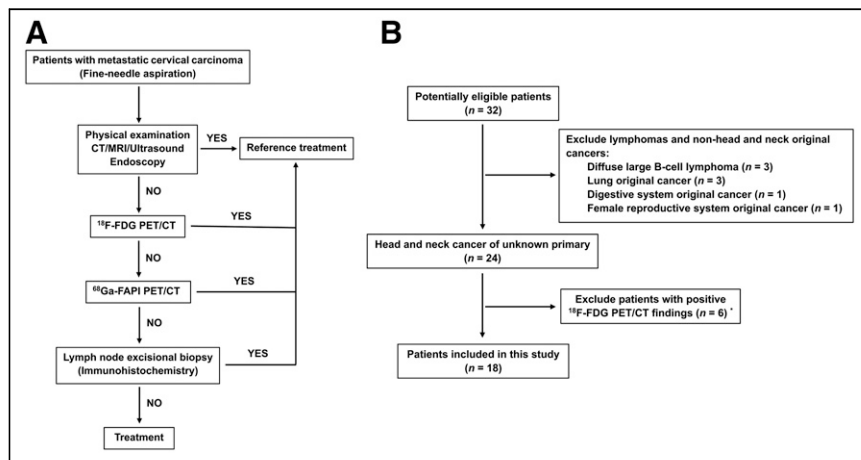 A
Patients with metastatic cervical carcinoma
(Fine-needle aspiration)
Physical examination
CT/MRI/Ultrasound
Endoscopy
YES
Reference treatment
NO
¹⁸F-FDG PET/CT
YES
NO
⁶⁸Ga-FAPI PET/CT
YES
NO
Lymph node excisional biopsy
(Immunohistochemistry)
YES
NO
Treatment
B
Potentially eligible patients
(n = 32)
Exclude lymphomas and non-head and neck original
cancers:
Diffuse large B-cell lymphoma (n = 3)
Lung original cancer (n = 3)
Digestive system original cancer (n = 1)
Female reproductive system original cancer (n = 1)
Head and neck cancer of unknown primary
(n = 24)
Exclude patients with positive
¹⁸F-FDG PET/CT findings (n = 6) *
Patients included in this study
(n = 18)